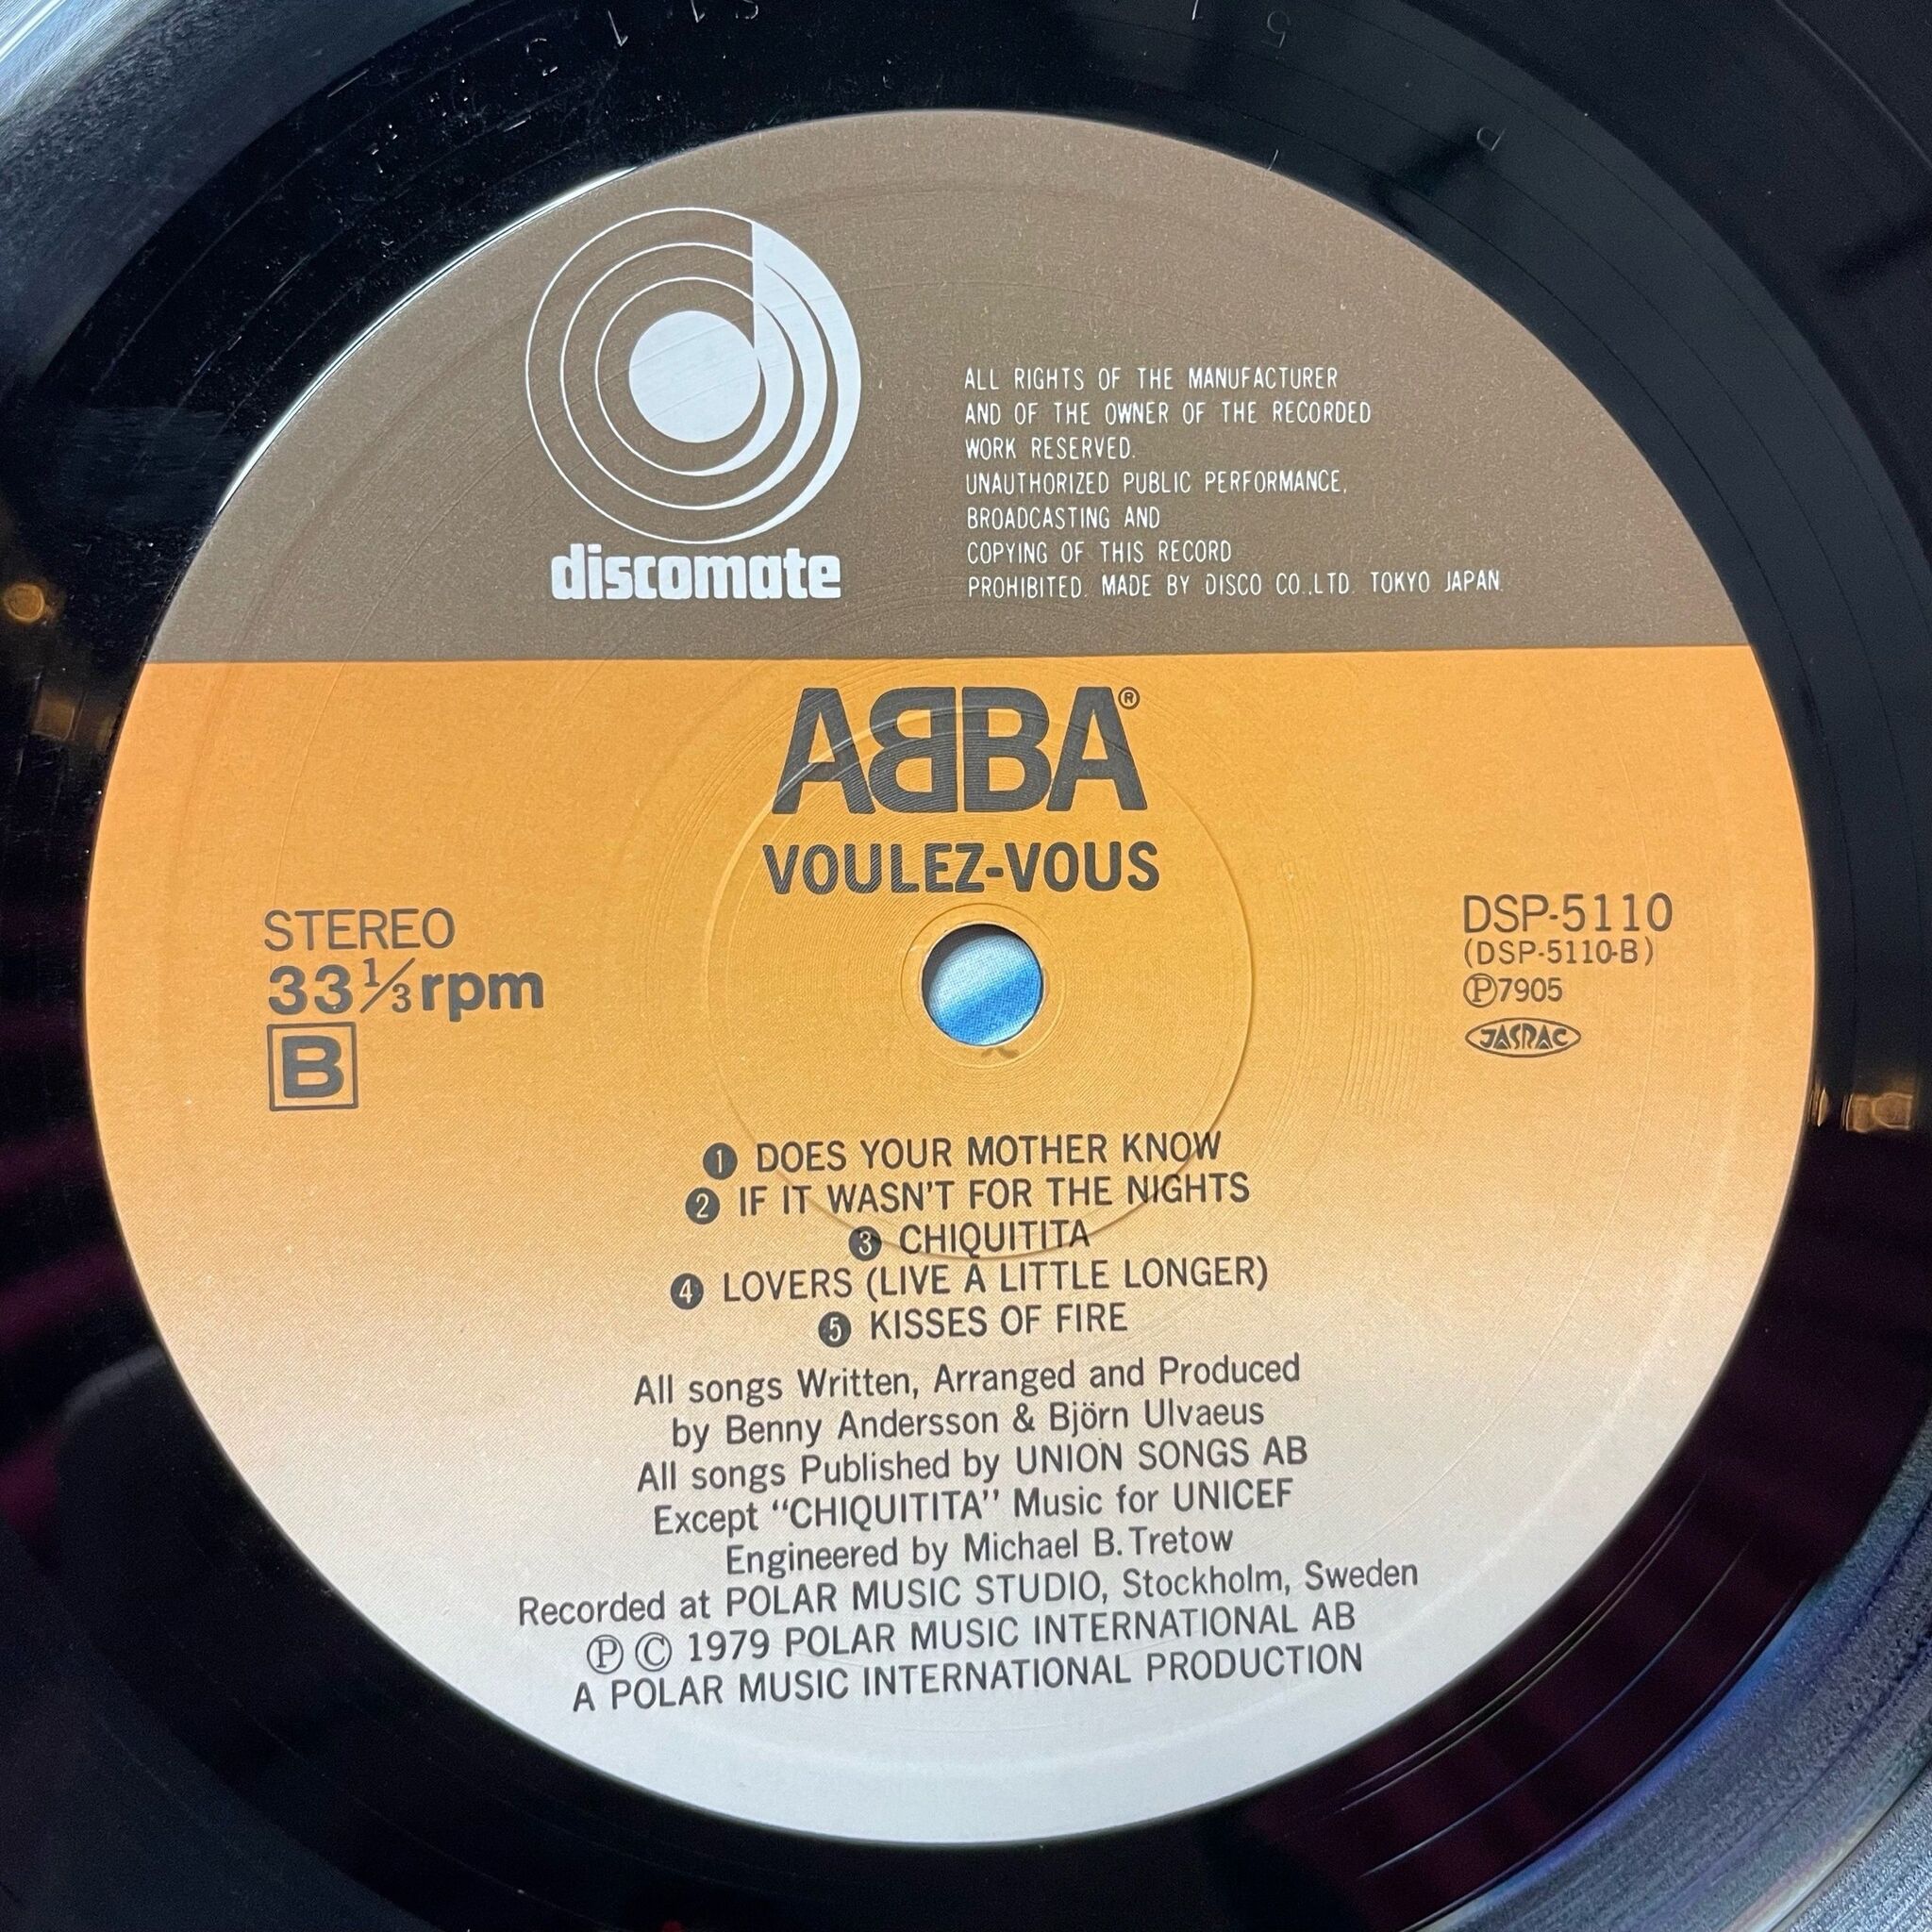 discomate
ALL RIGHTS OF THE MANUFACTURER
AND OF THE OWNER OF THE RECORDED
WORK RESERVED.
UNAUTHORIZED PUBLIC PERFORMANCE,
BROADCASTING AND
COPYING OF THIS RECORD
PROHIBITED. MADE BY DISCO CO.,LTD. TOKYO JAPAN.
ABBA®
VOULEZ-VOUS
STEREO
33⅓rpm
B
DSP-5110
(DSP-5110-B)
Ⓟ7905
JASRAC
❶ DOES YOUR MOTHER KNOW
❷ IF IT WASN'T FOR THE NIGHTS
❸ CHIQUITITA
❹ LOVERS (LIVE A LITTLE LONGER)
❺ KISSES OF FIRE
All songs Written, Arranged and Produced
by Benny Andersson & Björn Ulvaeus
All songs Published by UNION SONGS AB
Except “CHIQUITITA” Music for UNICEF
Engineered by Michael B. Tretow
Recorded at POLAR MUSIC STUDIO, Stockholm, Sweden
Ⓟ Ⓒ 1979 POLAR MUSIC INTERNATIONAL AB
A POLAR MUSIC INTERNATIONAL PRODUCTION